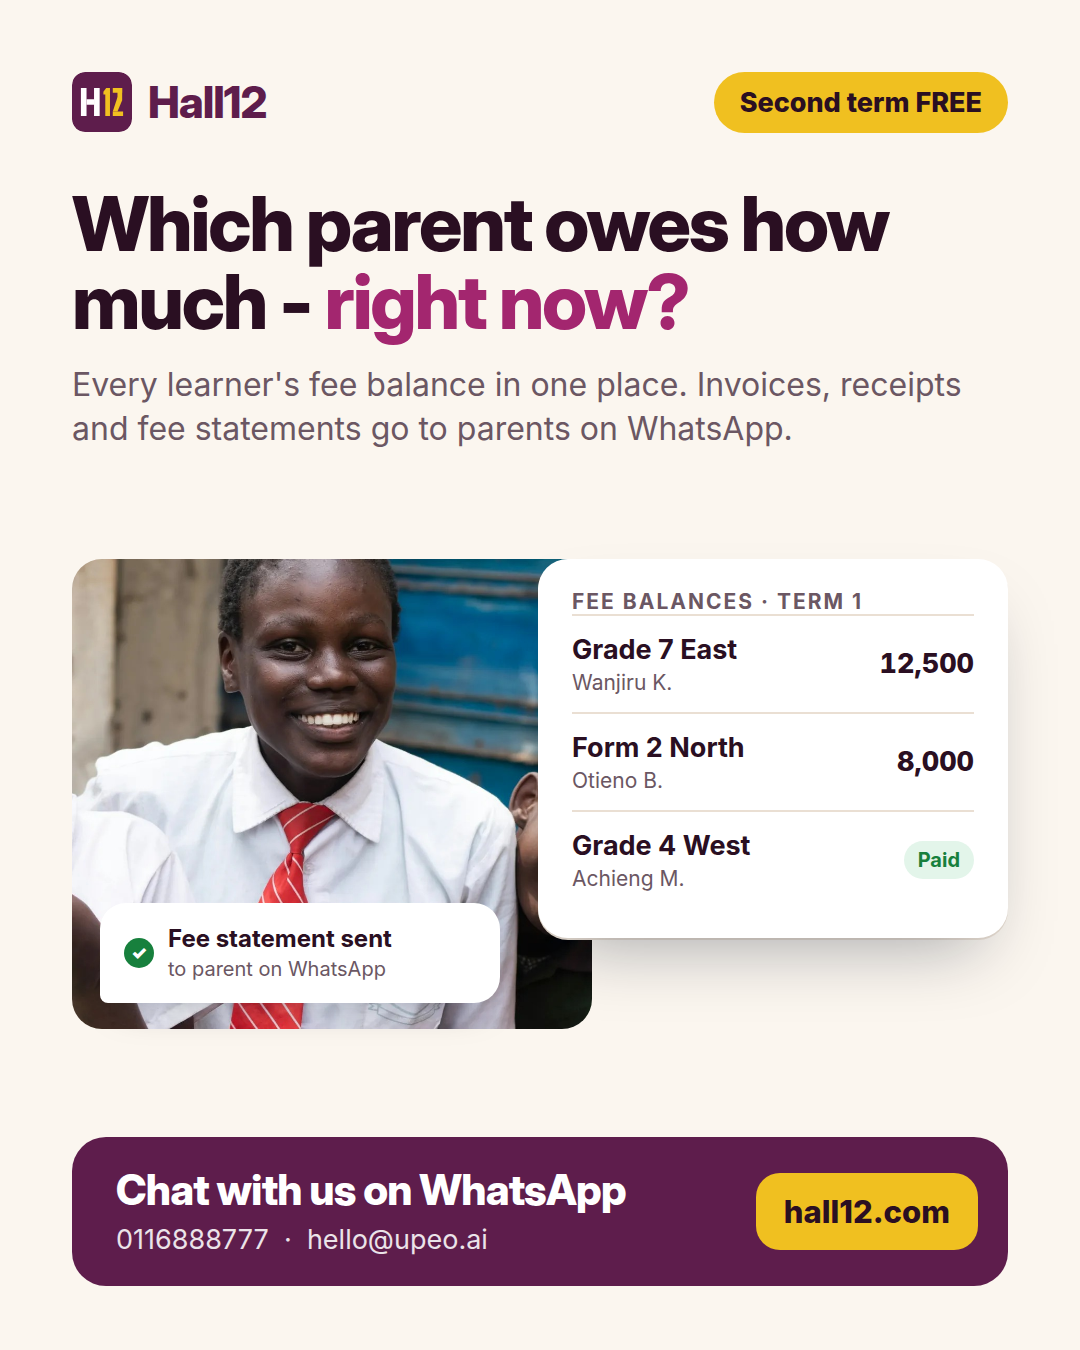 H12 Hall12
Second term FREE
Which parent owes how
much - right now?
Every learner's fee balance in one place. Invoices, receipts
and fee statements go to parents on WhatsApp.
FEE BALANCES · TERM 1
Grade 7 East
Wanjiru K.
12,500
Form 2 North
Otieno B.
8,000
Grade 4 West
Achieng M.
Paid
Fee statement sent
to parent on WhatsApp
Chat with us on WhatsApp
0116888777 · hello@upeo.ai
hall12.com